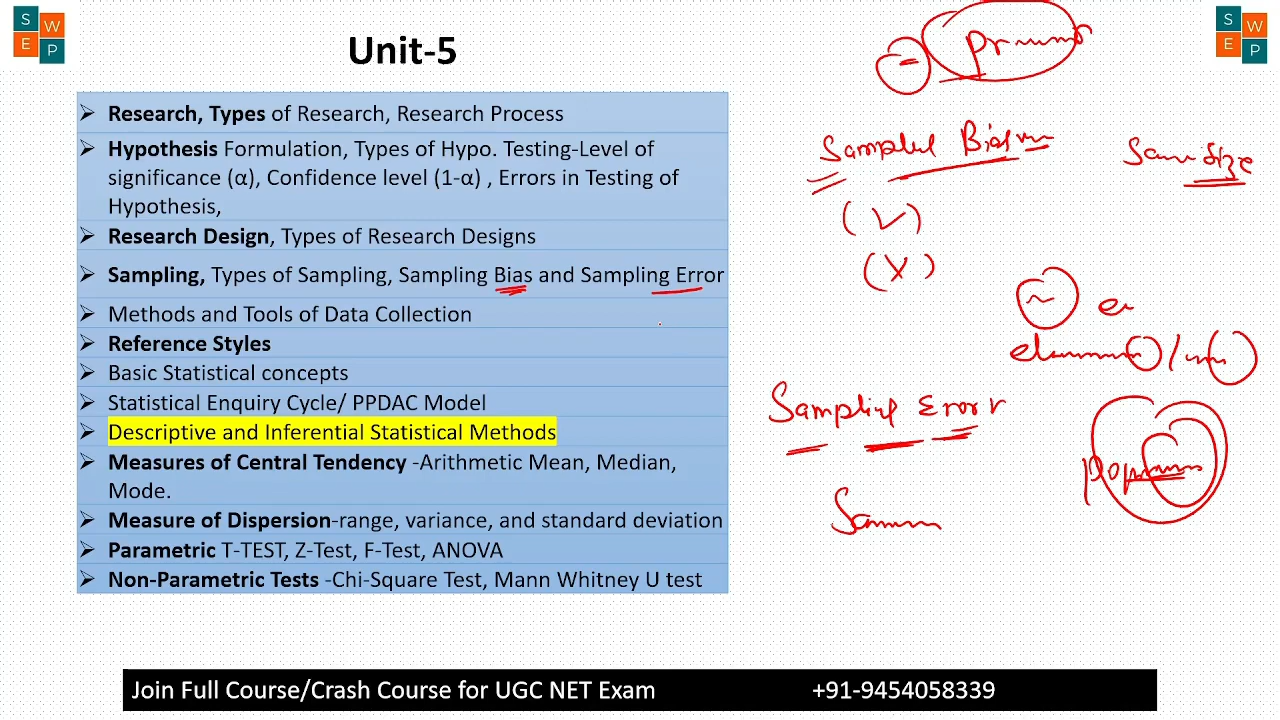 S W E P
Unit-5
S W E P
➢ Research, Types of Research, Research Process
➢ Hypothesis Formulation, Types of Hypo. Testing-Level of
significance (α), Confidence level (1-α) , Errors in Testing of
Hypothesis,
➢ Research Design, Types of Research Designs
➢ Sampling, Types of Sampling, Sampling Bias and Sampling Error
➢ Methods and Tools of Data Collection
➢ Reference Styles
➢ Basic Statistical concepts
➢ Statistical Enquiry Cycle/ PPDAC Model
➢ Descriptive and Inferential Statistical Methods
➢ Measures of Central Tendency -Arithmetic Mean, Median,
Mode.
➢ Measure of Dispersion-range, variance, and standard deviation
➢ Parametric T-TEST, Z-Test, F-Test, ANOVA
➢ Non-Parametric Tests -Chi-Square Test, Mann Whitney U test
Size
(✓)
(X)
Sampling Error
Join Full Course/Crash Course for UGC NET Exam +91-9454058339